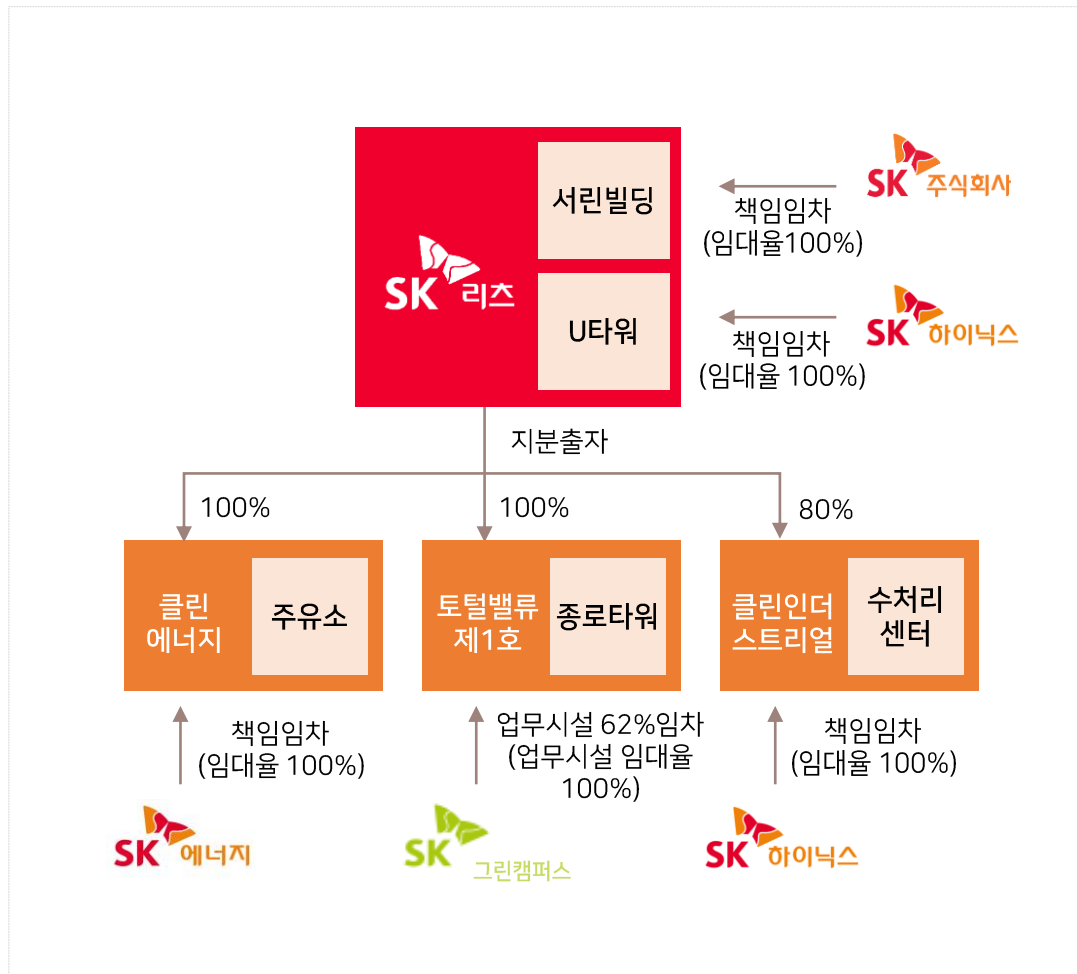 서린빌딩
SK 리츠
U타워
SK 주식회사
책임임차
(임대율100%)
SK 하이닉스
책임임차
(임대율 100%)
지분출자
100%
100%
80%
클린
에너지
주유소
토털밸류
제1호
종로타워
클린인더
스트리얼
수처리
센터
책임임차
(임대율 100%)
업무시설 62%임차
(업무시설 임대율
100%)
책임임차
(임대율 100%)
SK 에너지
SK
그린캠퍼스
SK 하이닉스